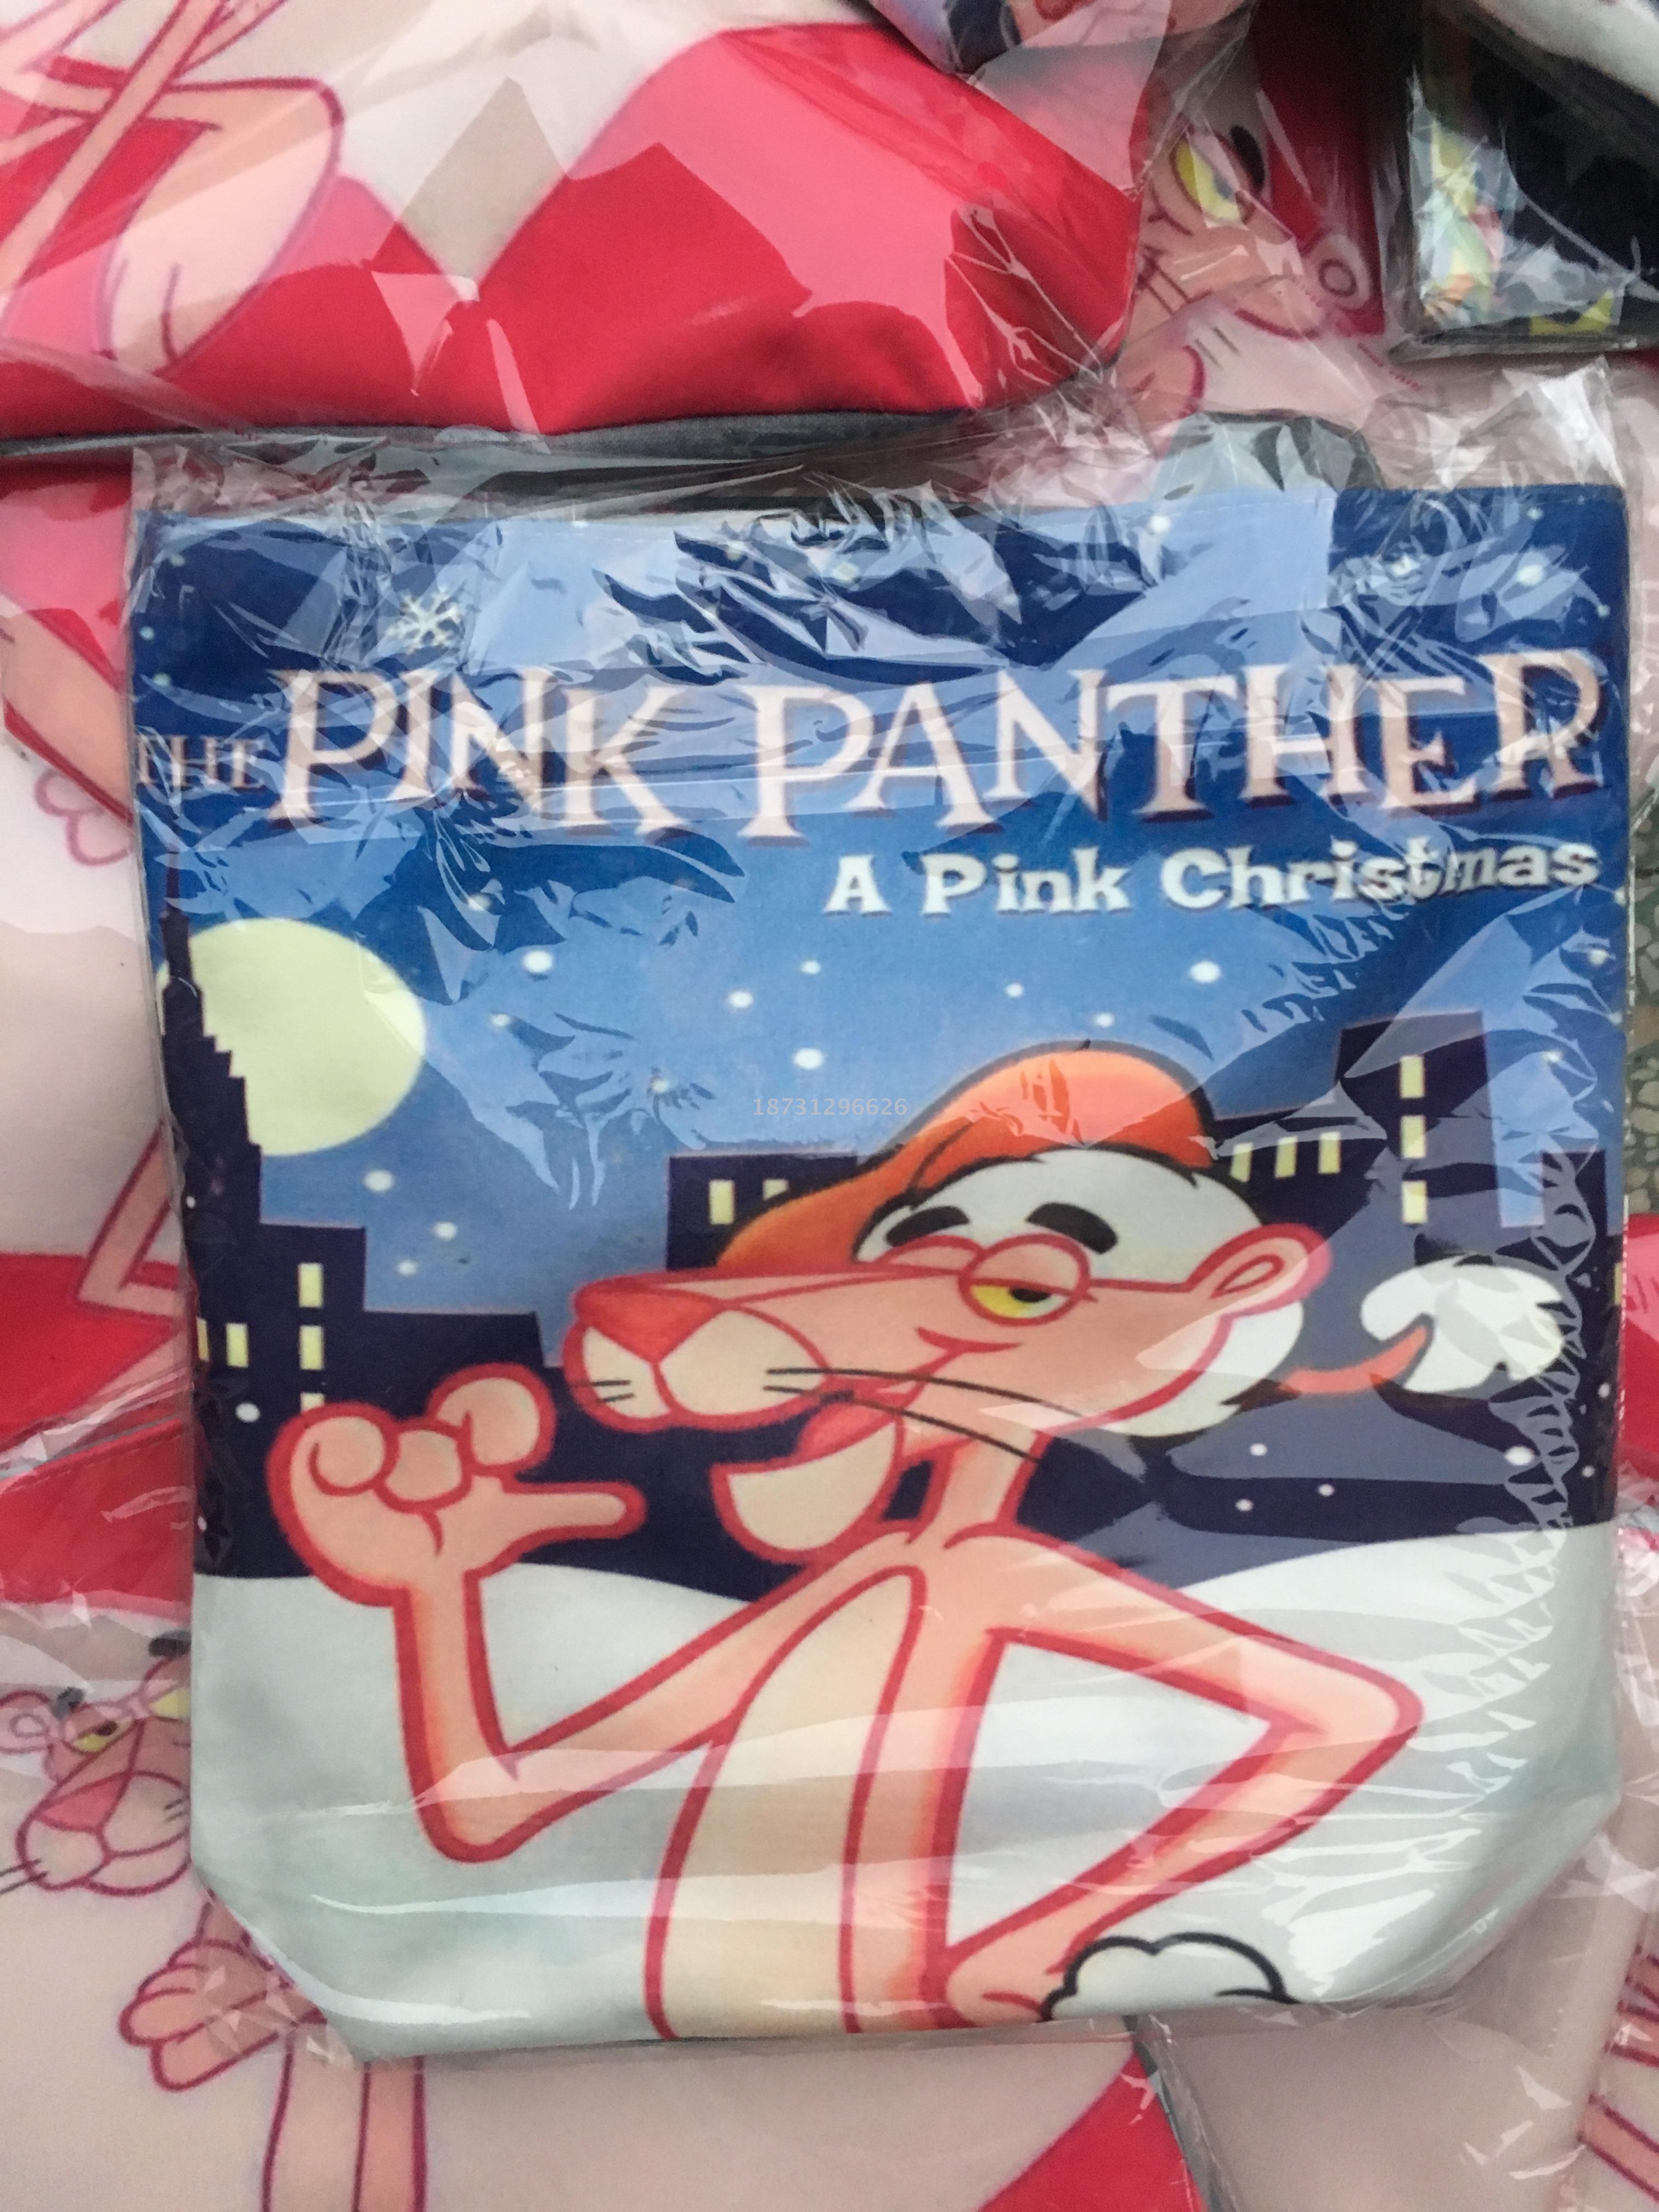 THE PINK PANTHER
A Pink Christmas
18731296626